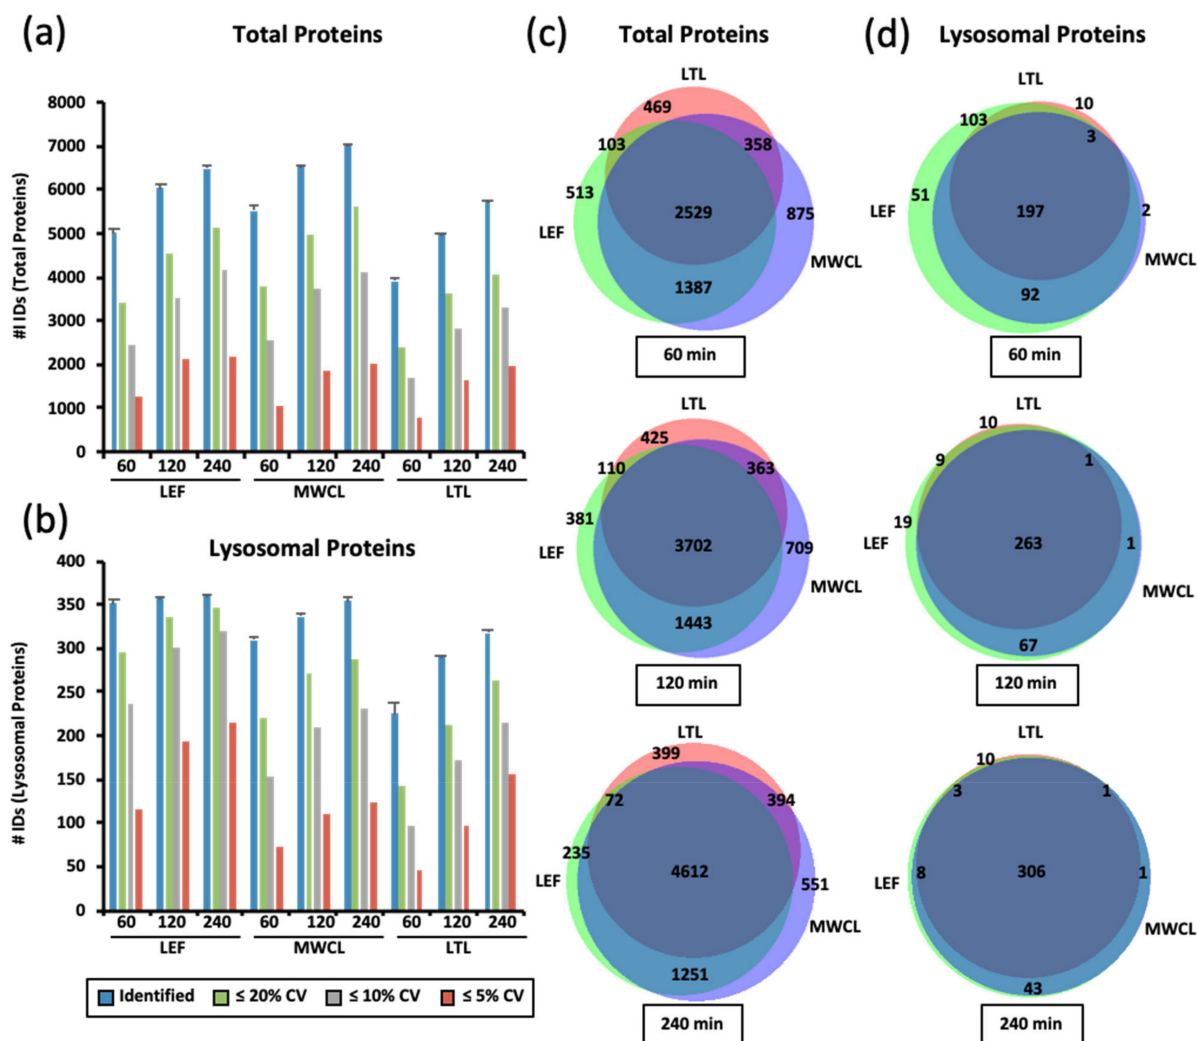 (a)
Total Proteins
#I IDs (Total Proteins)
8000
7000
6000
5000
4000
3000
2000
1000
0
60 120 240 60 120 240 60 120 240
LEF MWCL LTL
(b)
Lysosomal Proteins
# IDs (Lysosomal Proteins)
400
350
300
250
200
150
100
50
0
60 120 240 60 120 240 60 120 240
LEF MWCL LTL
Identified ≤ 20% CV ≤ 10% CV ≤ 5% CV
(c)
Total Proteins
LTL
469
103 358
513
2529 875
LEF
MWCL
1387
60 min
LTL
425
110 363
381
3702 709
LEF
MWCL
1443
120 min
LTL
399
72 394
235
4612
LEF 551
MWCL
1251
240 min
(d)
Lysosomal Proteins
LTL
10
103
3
51
197 2
LEF
MWCL
92
60 min
LTL
10
9 1
19
LEF 263 1
MWCL
67
120 min
LTL
10
3 1
LEF 8 306 1
MWCL
43
240 min